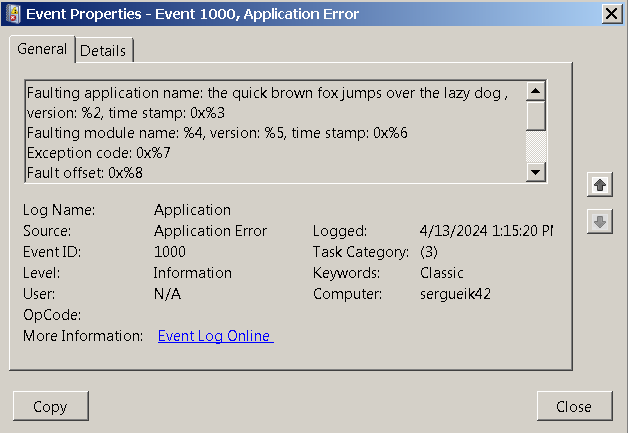 Event Properties - Event 1000, Application Error
General Details
Faulting application name: the quick brown fox jumps over the lazy dog ,
version: %2, time stamp: 0x%3
Faulting module name: %4, version: %5, time stamp: 0x%6
Exception code: 0x%7
Fault offset: 0x%8
Log Name: Application
Source: Application Error Logged: 4/13/2024 1:15:20 PM
Event ID: 1000 Task Category: (3)
Level: Information Keywords: Classic
User: N/A Computer: sergueik42
OpCode:
More Information: Event Log Online
Copy Close